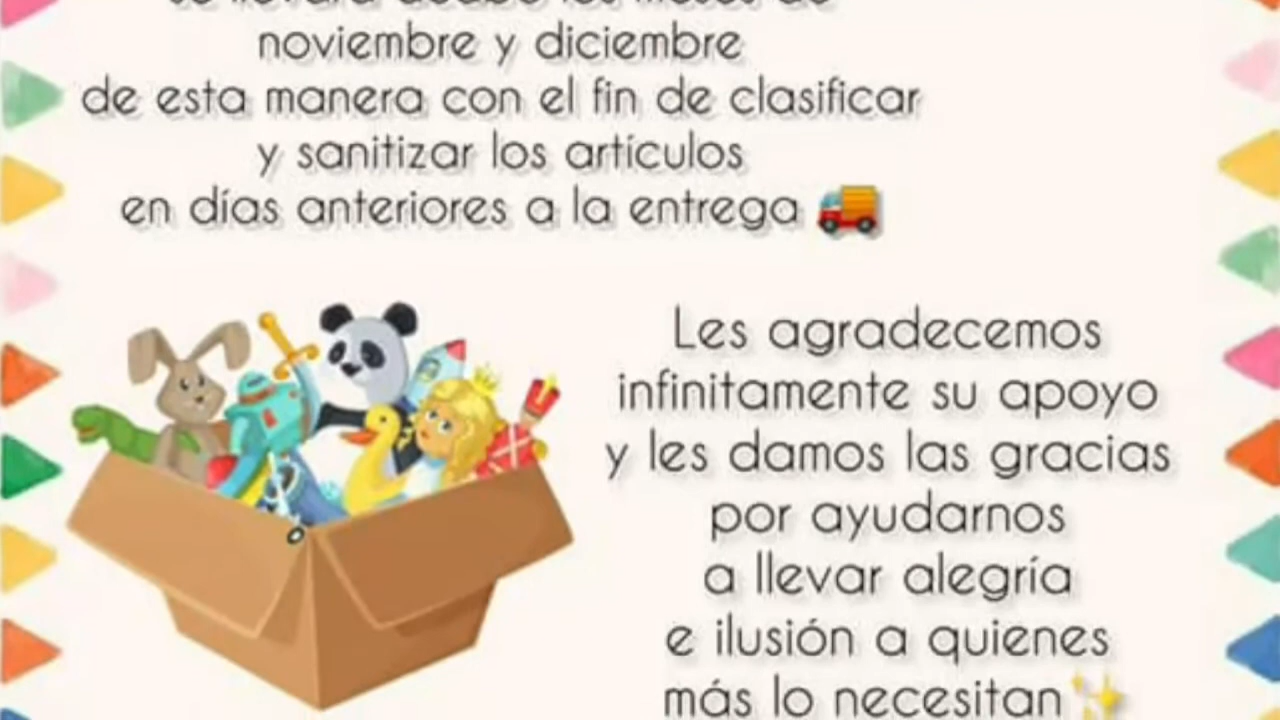 noviembre y diciembre
de esta manera con el fin de clasificar
y sanitizar los artículos
en días anteriores a la entrega
Les agradecemos
infinitamente su apoyo
y les damos las gracias
por ayudarnos
a llevar alegría
e ilusión a quienes
más lo necesitan